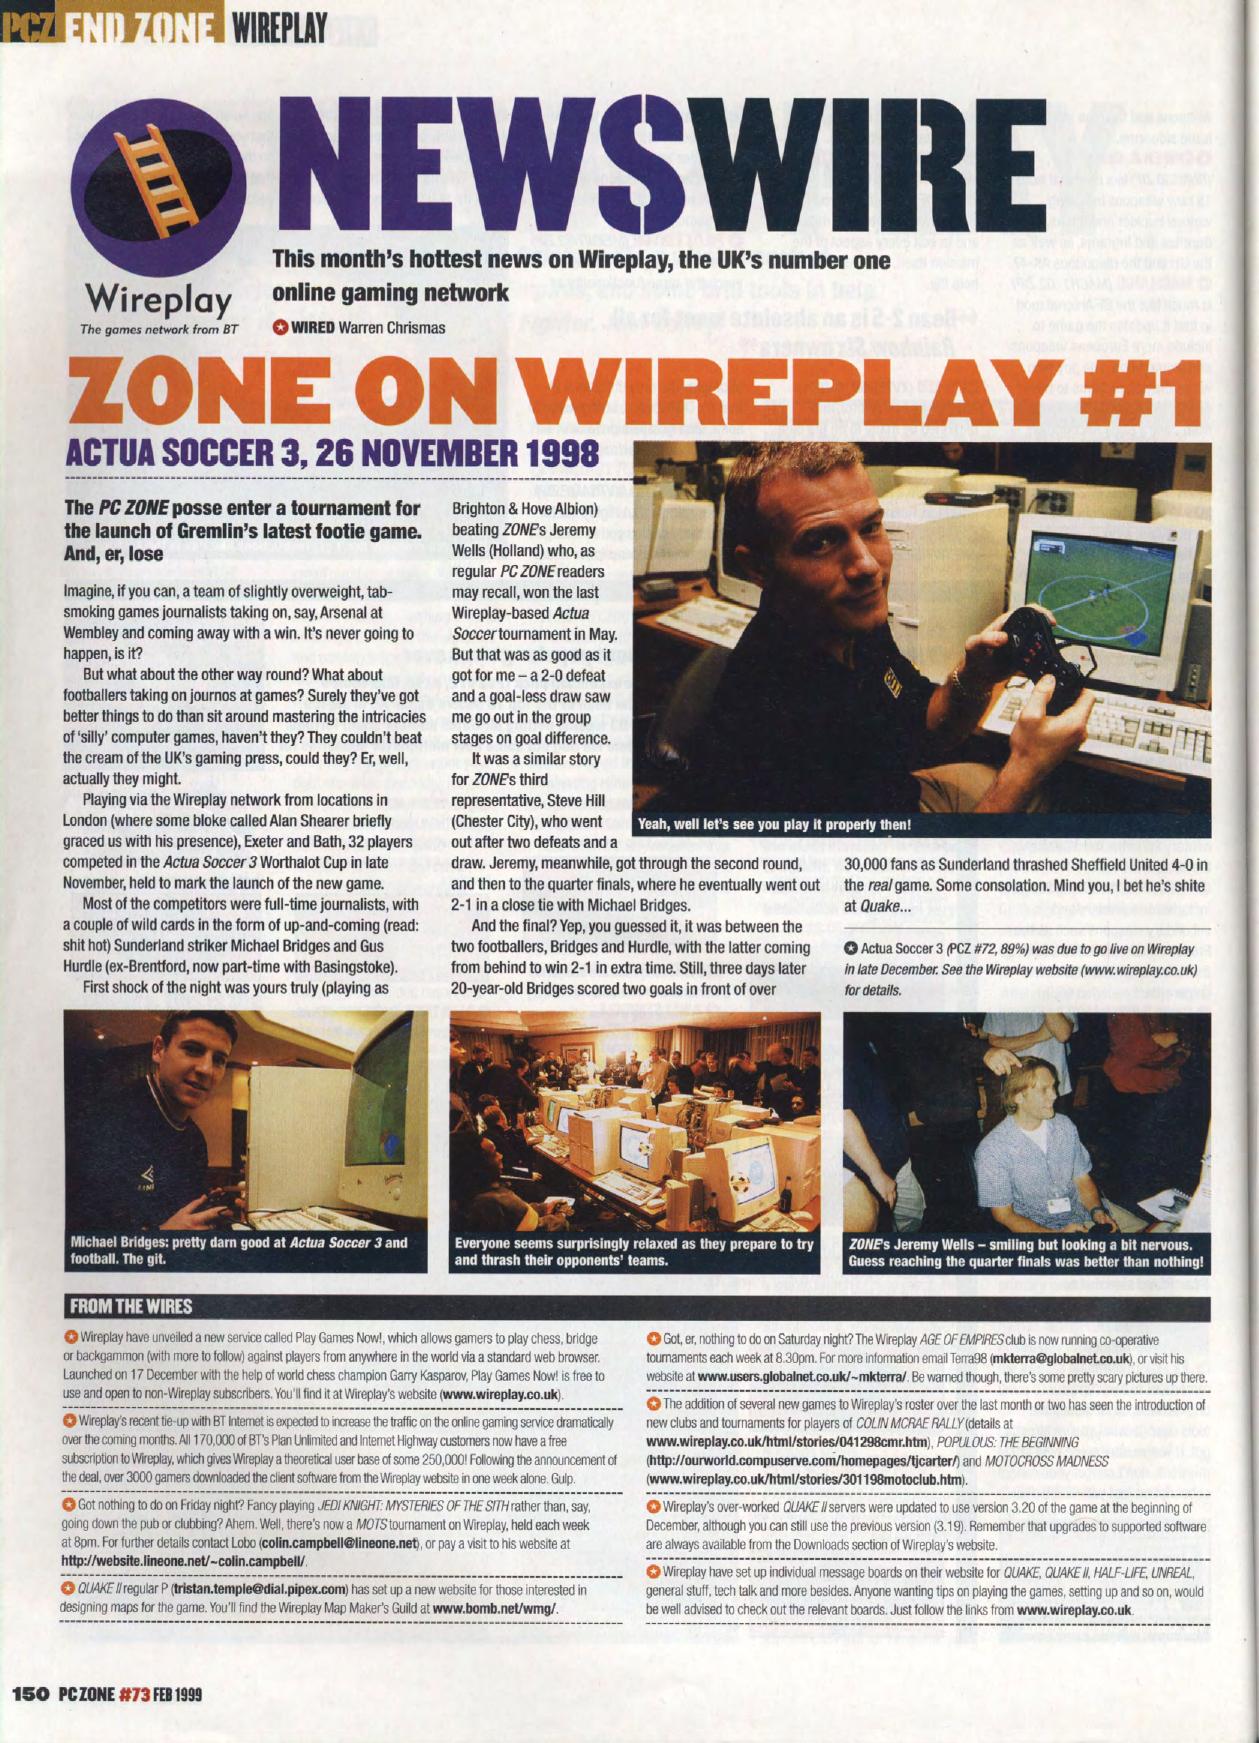 PCZ END ZONE WIREPLAY
NEWSWIRE
Wireplay
The games network from BT
This month's hottest news on Wireplay, the UK's number one
online gaming network
WIRED Warren Chrismas
ZONE ON WIREPLAY #1
ACTUA SOCCER 3, 26 NOVEMBER 1998
The PC ZONE posse enter a tournament for
the launch of Gremlin's latest footie game.
And, er, lose
Imagine, if you can, a team of slightly overweight, tab-
smoking games journalists taking on, say, Arsenal at
Wembley and coming away with a win. It's never going to
happen, is it?
But what about the other way round? What about
footballers taking on journos at games? Surely they've got
better things to do than sit around mastering the intricacies
of 'silly' computer games, haven't they? They couldn't beat
the cream of the UK's gaming press, could they? Er, well,
actually they might.
Playing via the Wireplay network from locations in
London (where some bloke called Alan Shearer briefly
graced us with his presence), Exeter and Bath, 32 players
competed in the Actua Soccer 3 Worthalot Cup in late
November, held to mark the launch of the new game.
Most of the competitors were full-time journalists, with
a couple of wild cards in the form of up-and-coming (read:
shit hot) Sunderland striker Michael Bridges and Gus
Hurdle (ex-Brentford, now part-time with Basingstoke).
First shock of the night was yours truly (playing as
Brighton & Hove Albion)
beating ZONE's Jeremy
Wells (Holland) who, as
regular PC ZONE readers
may recall, won the last
Wireplay-based Actua
Soccer tournament in May.
But that was as good as it
got for me – a 2-0 defeat
and a goal-less draw saw
me go out in the group
stages on goal difference.
It was a similar story
for ZONE's third
representative, Steve Hill
(Chester City), who went
out after two defeats and a
draw. Jeremy, meanwhile, got through the second round,
and then to the quarter finals, where he eventually went out
2-1 in a close tie with Michael Bridges.
And the final? Yep, you guessed it, it was between the
two footballers, Bridges and Hurdle, with the latter coming
from behind to win 2-1 in extra time. Still, three days later
20-year-old Bridges scored two goals in front of over
Yeah, well let's see you play it properly then!
30,000 fans as Sunderland thrashed Sheffield United 4-0 in
the real game. Some consolation. Mind you, I bet he's shite
at Quake...
Actua Soccer 3 (PCZ #72, 89%) was due to go live on Wireplay
in late December. See the Wireplay website (www.wireplay.co.uk)
for details.
Michael Bridges: pretty darn good at Actua Soccer 3 and
football. The git.
Everyone seems surprisingly relaxed as they prepare to try
and thrash their opponents' teams.
ZONE's Jeremy Wells – smiling but looking a bit nervous.
Guess reaching the quarter finals was better than nothing!
FROM THE WIRES
Wireplay have unveiled a new service called Play Games Now!, which allows gamers to play chess, bridge
or backgammon (with more to follow) against players from anywhere in the world via a standard web browser.
Launched on 17 December with the help of world chess champion Garry Kasparov, Play Games Now! is free to
use and open to non-Wireplay subscribers. You'll find it at Wireplay's website (www.wireplay.co.uk).
Wireplay's recent tie-up with BT Internet is expected to increase the traffic on the online gaming service dramatically
over the coming months. All 170,000 of BT's Plan Unlimited and Internet Highway customers now have a free
subscription to Wireplay, which gives Wireplay a theoretical user base of some 250,000! Following the announcement of
the deal, over 3000 gamers downloaded the client software from the Wireplay website in one week alone. Gulp.
Got nothing to do on Friday night? Fancy playing JEDI KNIGHT: MYSTERIES OF THE SITH rather than, say,
going down the pub or clubbing? Ahem. Well, there's now a MOTS tournament on Wireplay, held each week
at 8pm. For further details contact Lobo (colin.campbell@lineone.net), or pay a visit to his website at
http://website.lineone.net/~colin.campbell/.
QUAKE II regular P (tristan.temple@dial.pipex.com) has set up a new website for those interested in
designing maps for the game. You'll find the Wireplay Map Maker's Guild at www.bomb.net/wmg/.
Got, er, nothing to do on Saturday night? The Wireplay AGE OF EMPIRES club is now running co-operative
tournaments each week at 8.30pm. For more information email Terra98 (mkterra@globalnet.co.uk), or visit his
website at www.users.globalnet.co.uk/~mkterra/. Be warned though, there's some pretty scary pictures up there.
The addition of several new games to Wireplay's roster over the last month or two has seen the introduction of
new clubs and tournaments for players of COLIN MCRAE RALLY (details at
www.wireplay.co.uk/html/stories/041298cmr.htm), POPULOUS: THE BEGINNING
(http://ourworld.compuserve.com/homepages/tjcarter/) and MOTOCROSS MADNESS
(www.wireplay.co.uk/html/stories/301198motoclub.htm).
Wireplay's over-worked QUAKE II servers were updated to use version 3.20 of the game at the beginning of
December, although you can still use the previous version (3.19). Remember that upgrades to supported software
are always available from the Downloads section of Wireplay's website.
Wireplay have set up individual message boards on their website for QUAKE, QUAKE II, HALF-LIFE, UNREAL,
general stuff, tech talk and more besides. Anyone wanting tips on playing the games, setting up and so on, would
be well advised to check out the relevant boards. Just follow the links from www.wireplay.co.uk.
150 PC ZONE #73 FEB 1999